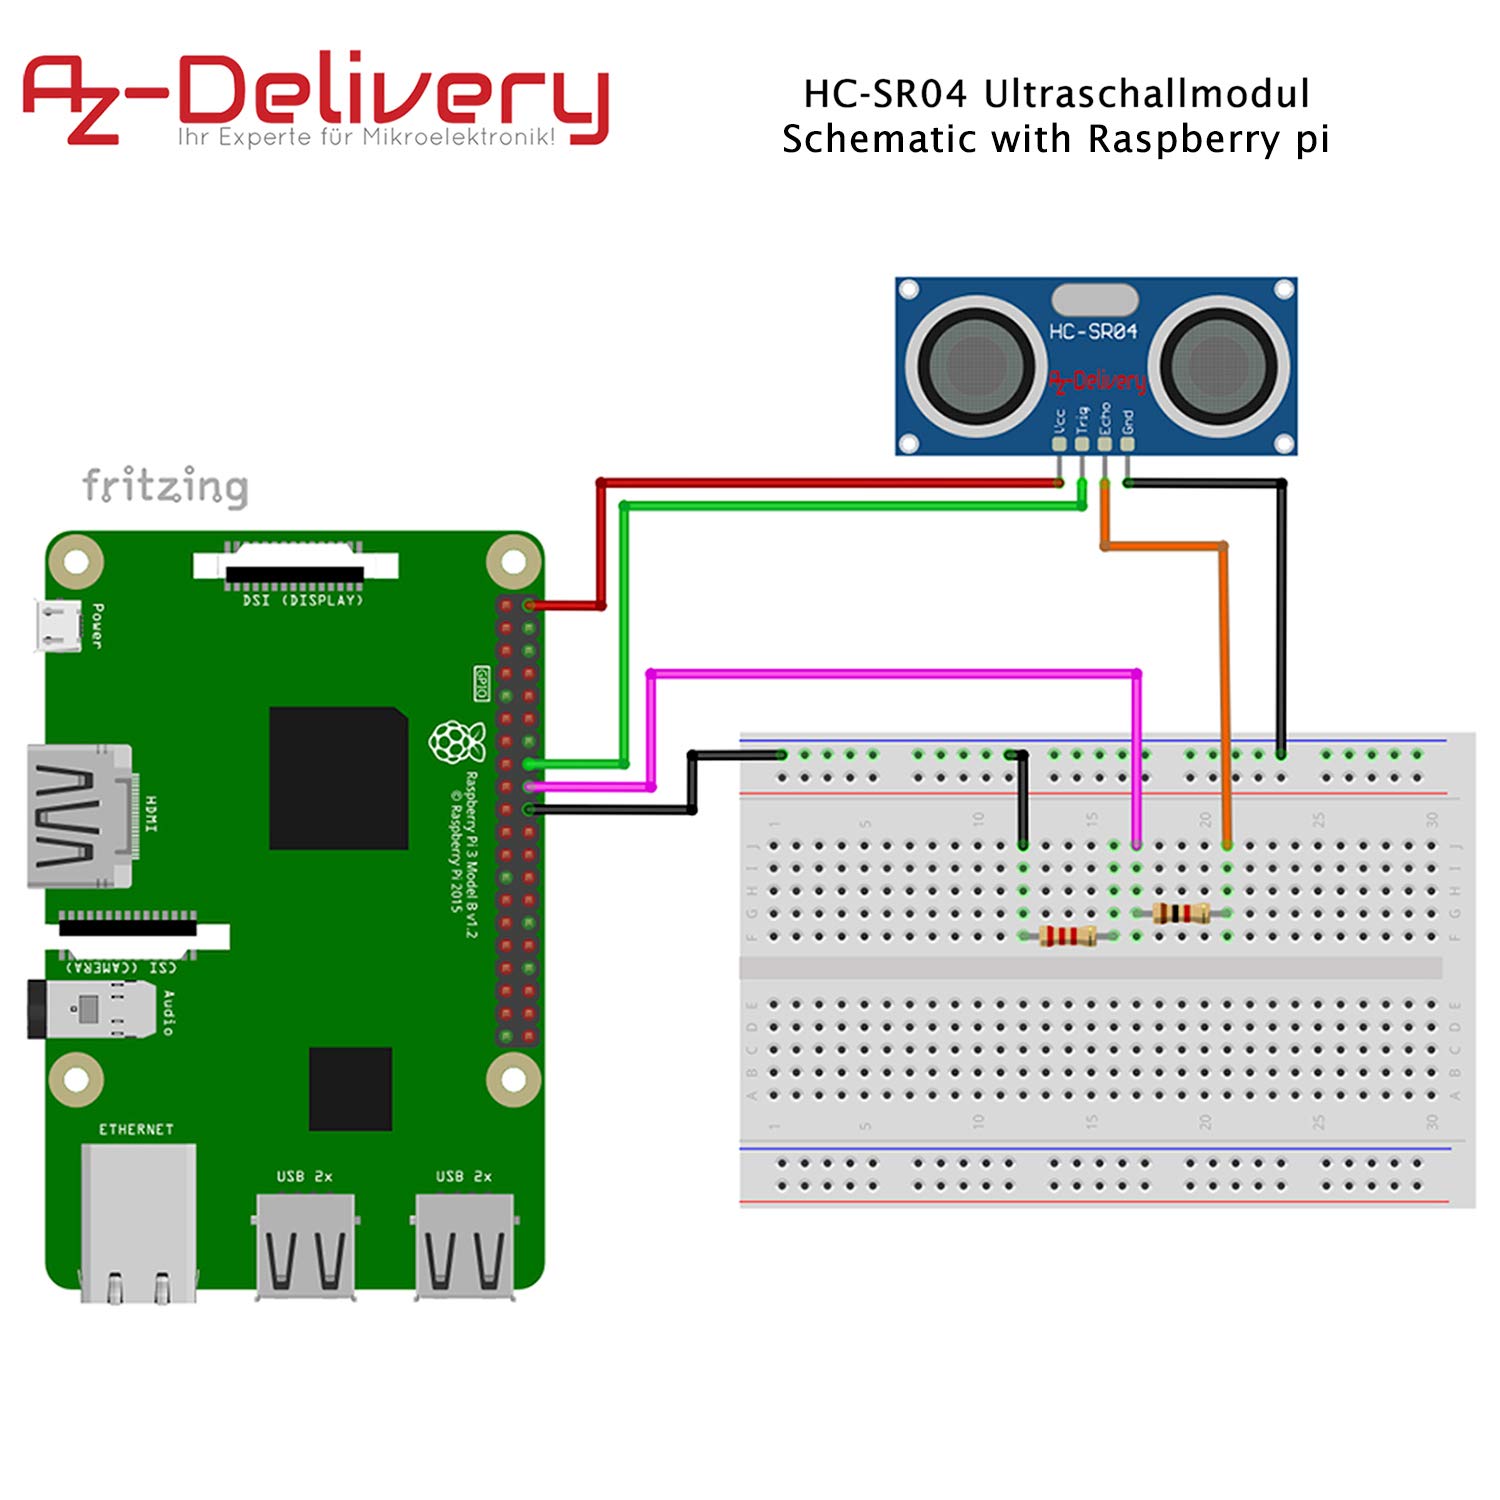 Az-Delivery
Ihr Experte für Mikroelektronik!
HC-SR04 Ultraschallmodul
Schematic with Raspberry pi
HC-SR04
Az-Delivery
Vcc
Trig
Echo
Gnd
fritzing
DSI (DISPLAY)
Power
GPIO
Raspberry Pi 3 Model B v1.2
© Raspberry Pi 2015
HDMI
CSI (CAMERA)
Audio
ETHERNET
USB 2x
USB 2x
1 5 10 15 20 25 30
J J
I I
H H
G G
F F
E E
D D
C C
B B
A A
1 5 10 15 20 25 30